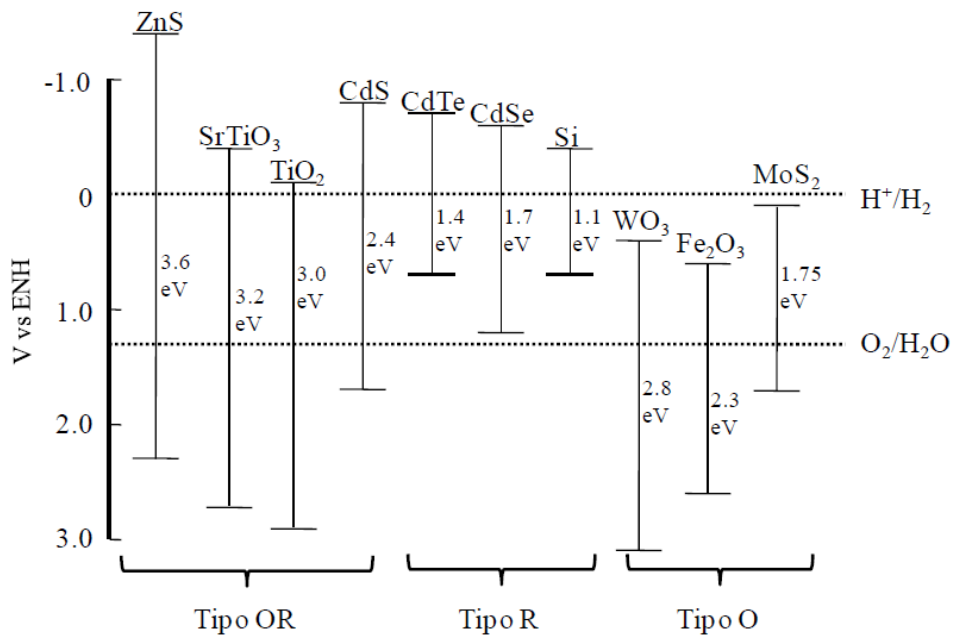 ZnS
-1.0
CdS
CdTe
CdSe
SrTiO₃
Si
TiO₂
MoS₂
0
H⁺/H₂
WO₃
Fe₂O₃
1.4
eV
1.7
eV
1.1
eV
2.4
eV
3.6
eV
3.0
eV
1.75
eV
3.2
eV
1.0
V vs ENH
O₂/H₂O
2.8
eV
2.3
eV
2.0
3.0
Tipo OR
Tipo R
Tipo O